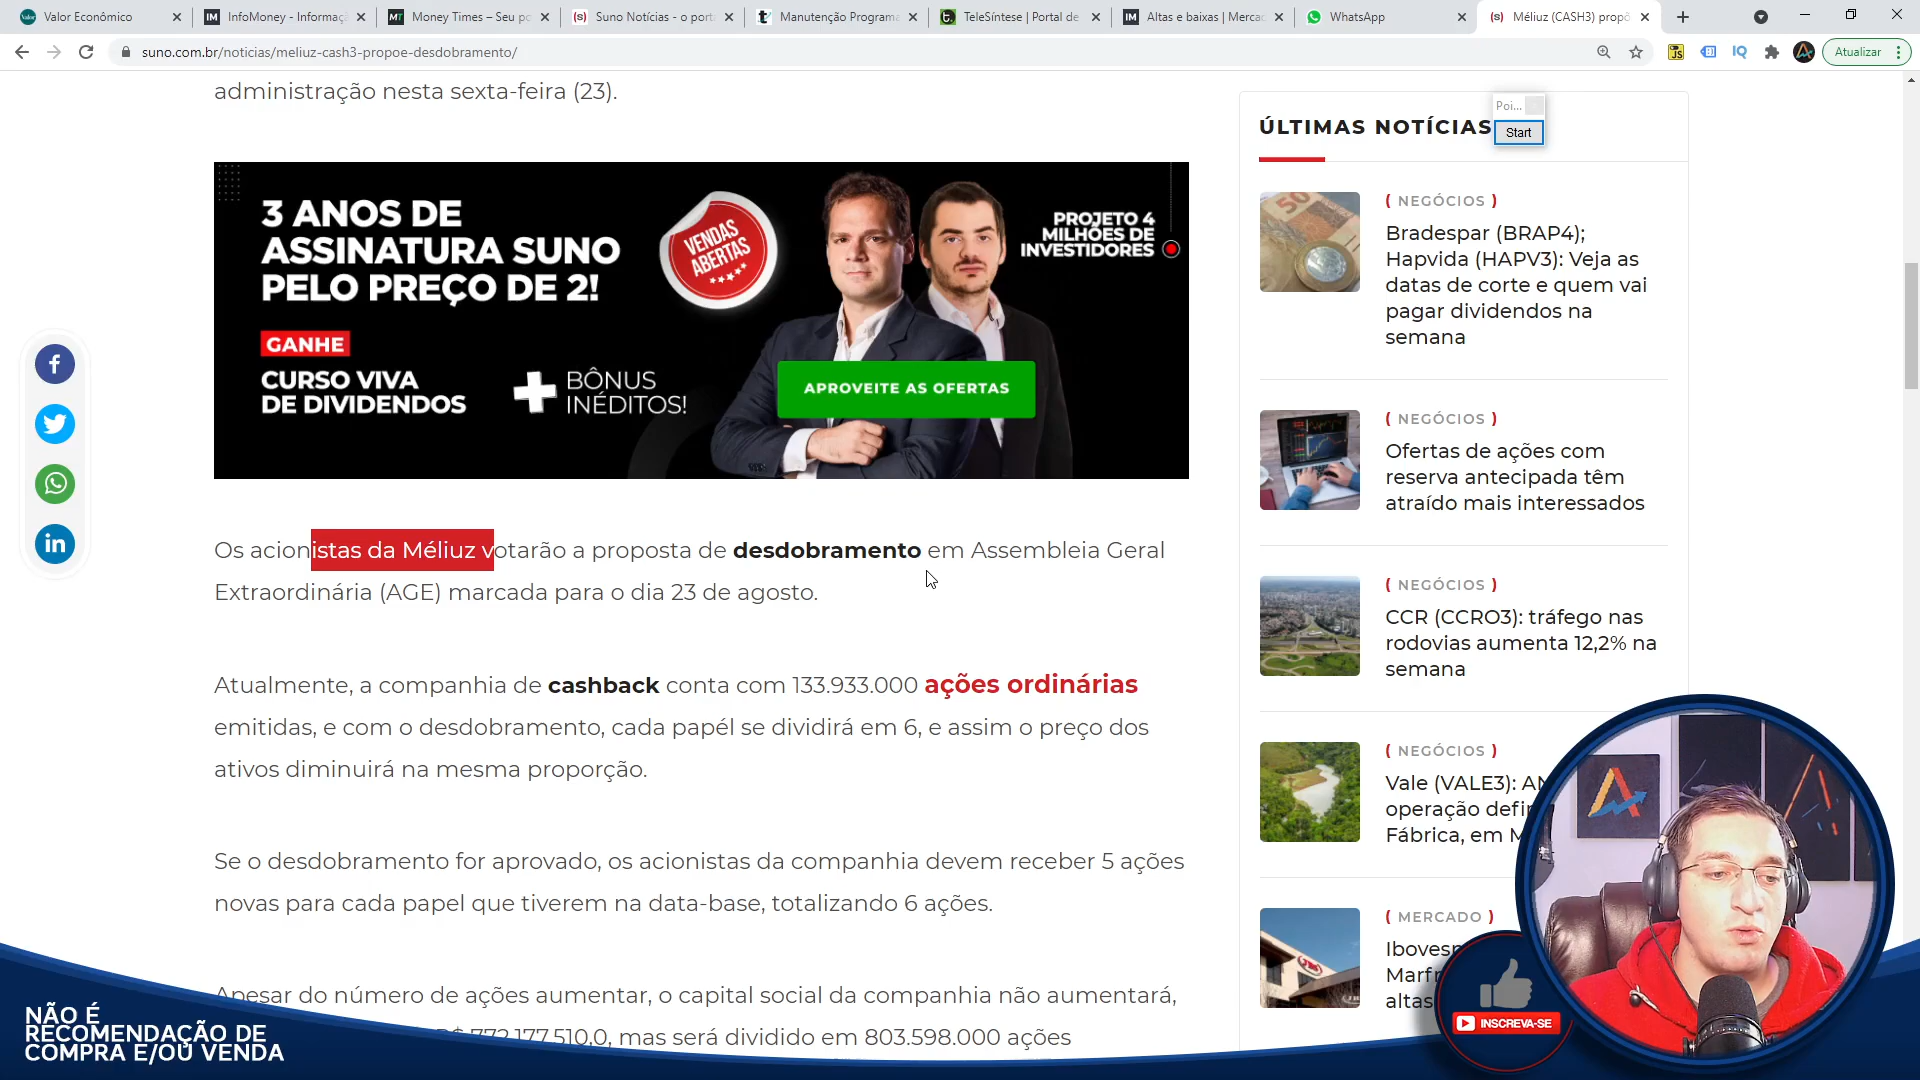 Valor Econômico
InfoMoney - Informaç
Money Times – Seu p
Suno Notícias - o port
Manutenção Programa
TeleSíntese | Portal de
Altas e baixas | Merca
WhatsApp
Méliuz (CASH3) propõ
suno.com.br/noticias/meliuz-cash3-propoe-desdobramento/
Atualizar
administração nesta sexta-feira (23).
3 ANOS DE
ASSINATURA SUNO
PELO PREÇO DE 2!
VENDAS
ABERTAS
PROJETO 4
MILHÕES DE
INVESTIDORES
GANHE
CURSO VIVA
DE DIVIDENDOS
BÔNUS
INÉDITOS!
APROVEITE AS OFERTAS
Os acionistas da Méliuz votarão a proposta de desdobramento em Assembleia Geral
Extraordinária (AGE) marcada para o dia 23 de agosto.
Atualmente, a companhia de cashback conta com 133.933.000 ações ordinárias
emitidas, e com o desdobramento, cada papél se dividirá em 6, e assim o preço dos
ativos diminuirá na mesma proporção.
Se o desdobramento for aprovado, os acionistas da companhia devem receber 5 ações
novas para cada papel que tiverem na data-base, totalizando 6 ações.
Apesar do número de ações aumentar, o capital social da companhia não aumentará,
R$ 772.177.510,0, mas será dividido em 803.598.000 ações
Poi...
Start
ÚLTIMAS NOTÍCIAS
( NEGÓCIOS )
Bradespar (BRAP4);
Hapvida (HAPV3): Veja as
datas de corte e quem vai
pagar dividendos na
semana
( NEGÓCIOS )
Ofertas de ações com
reserva antecipada têm
atraído mais interessados
( NEGÓCIOS )
CCR (CCRO3): tráfego nas
rodovias aumenta 12,2% na
semana
( NEGÓCIOS )
Vale (VALE3): AN
operação defin
Fábrica, em M
( MERCADO )
Ibovesp
Marfr
altas
INSCREVA-SE
NÃO É
RECOMENDAÇÃO DE
COMPRA E/OU VENDA